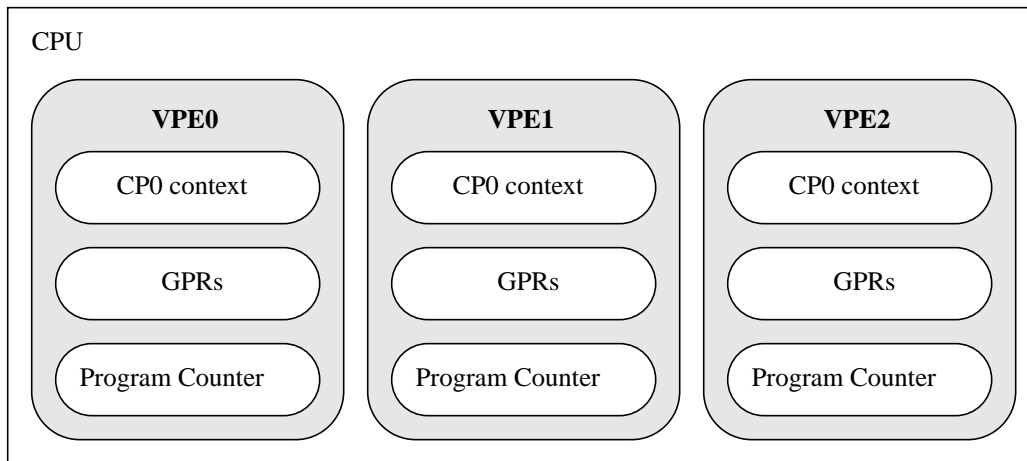 CPU
VPE0
CP0 context
GPRs
Program Counter
VPE1
CP0 context
GPRs
Program Counter
VPE2
CP0 context
GPRs
Program Counter